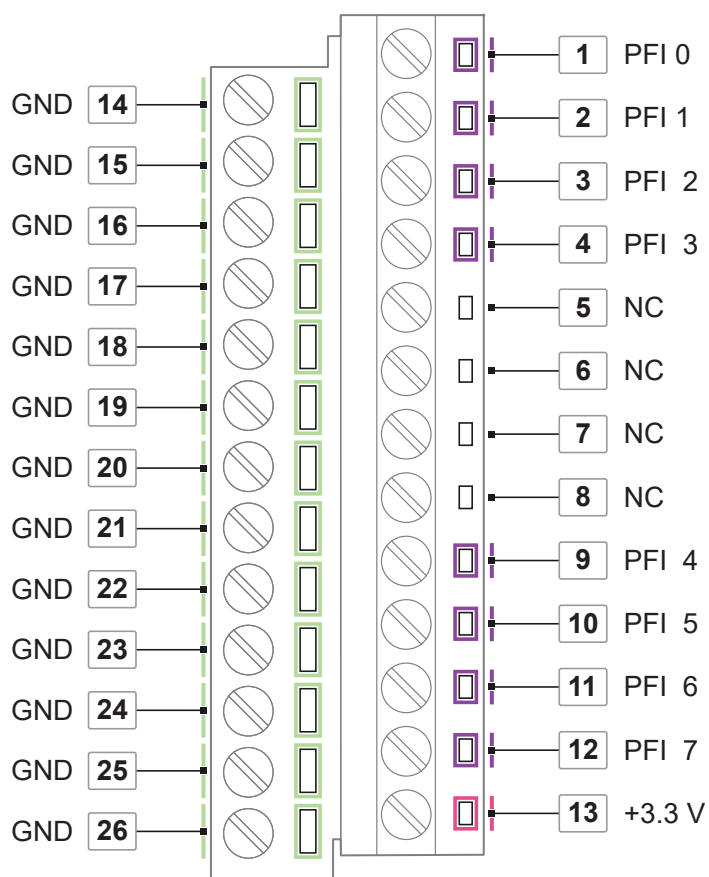 1 PFI 0
GND 14
2 PFI 1
GND 15
3 PFI 2
GND 16
4 PFI 3
GND 17
5 NC
GND 18
6 NC
GND 19
7 NC
GND 20
8 NC
GND 21
9 PFI 4
GND 22
10 PFI 5
GND 23
11 PFI 6
GND 24
12 PFI 7
GND 25
13 +3.3 V
GND 26